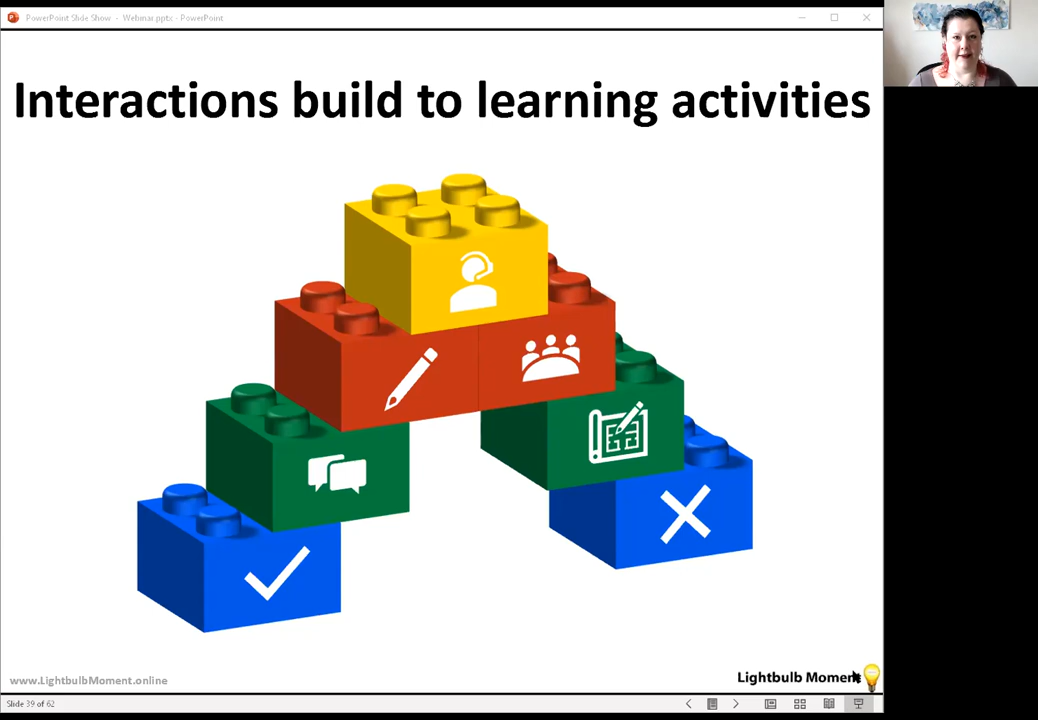 PowerPoint Slide Show - Webinar.pptx - PowerPoint
Interactions build to learning activities
www.LightbulbMoment.online
Lightbulb Moment
Slide 39 of 62